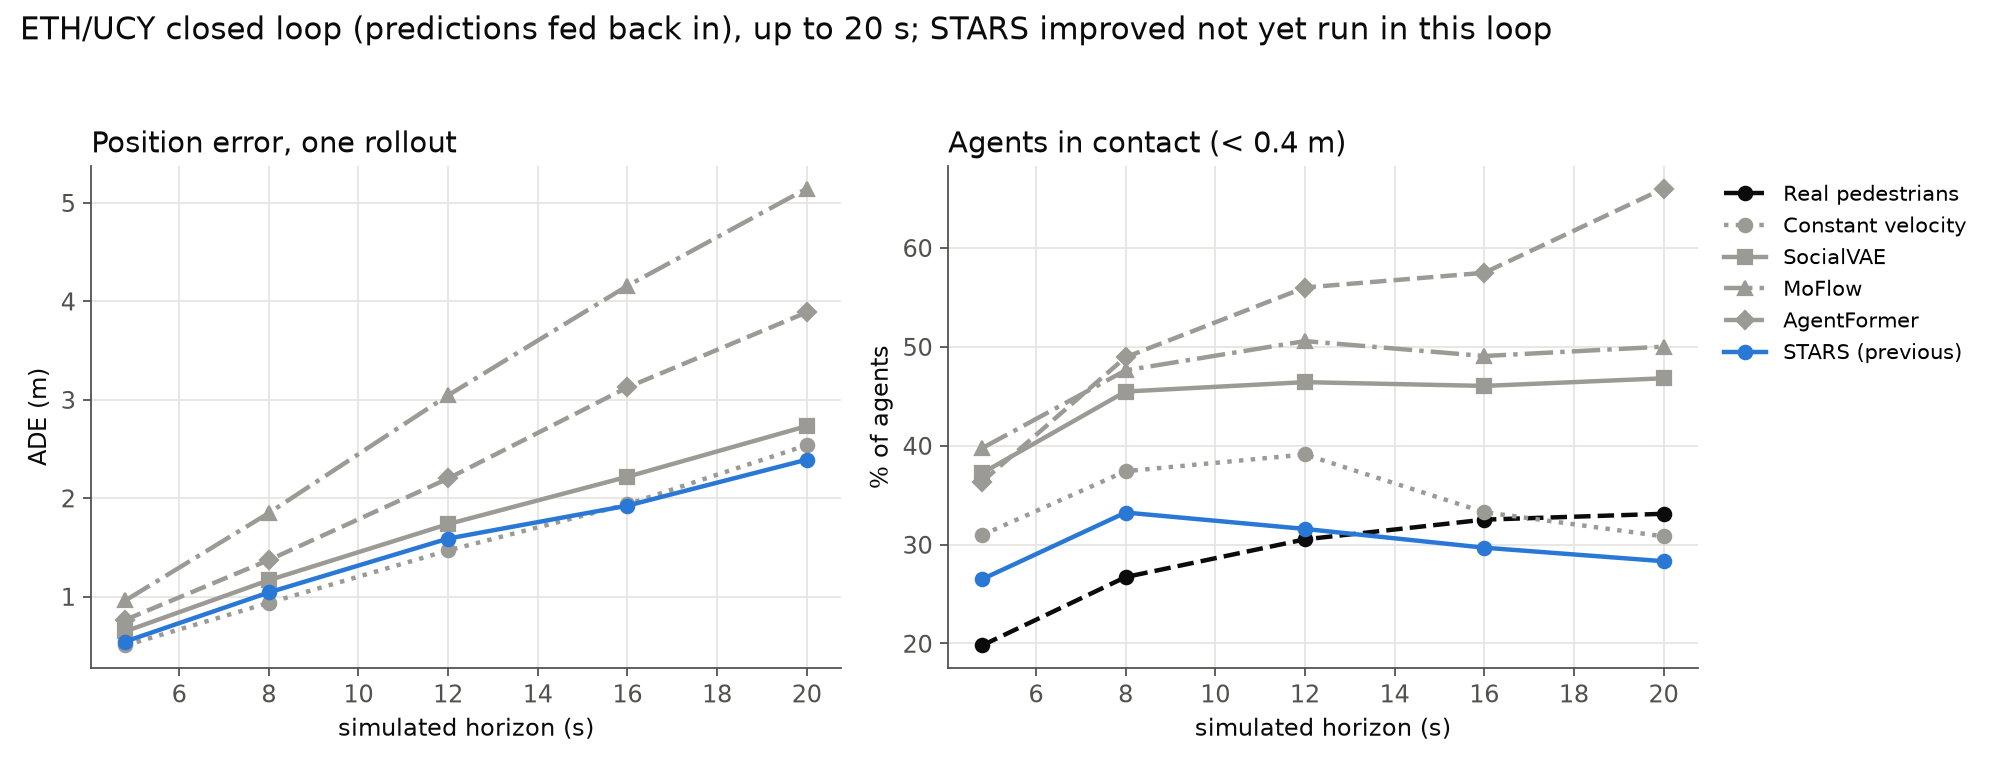 ETH/UCY closed loop (predictions fed back in), up to 20 s; STARS improved not yet run in this loop
Position error, one rollout
ADE (m)
5
4
3
2
1
6 8 10 12 14 16 18 20
simulated horizon (s)
Agents in contact (< 0.4 m)
% of agents
60
50
40
30
20
6 8 10 12 14 16 18 20
simulated horizon (s)
Real pedestrians
Constant velocity
SocialVAE
MoFlow
AgentFormer
STARS (previous)